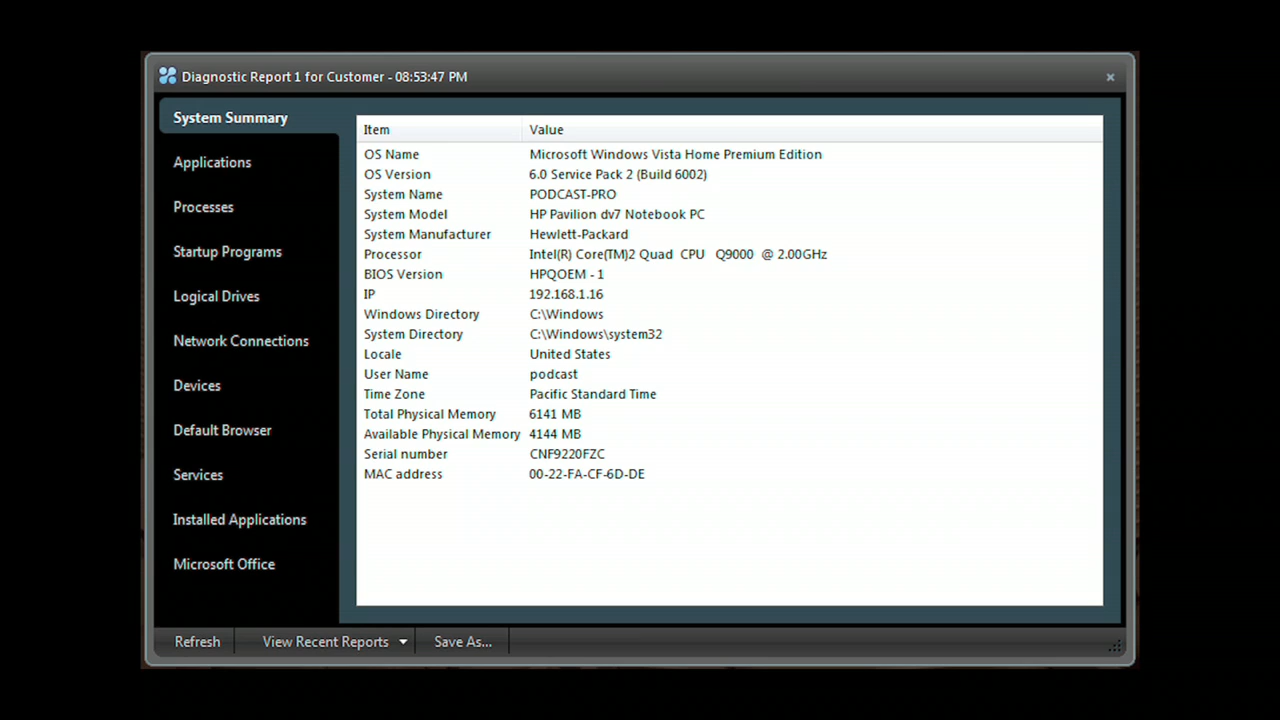 Diagnostic Report 1 for Customer - 08:53:47 PM
System Summary
Applications
Processes
Startup Programs
Logical Drives
Network Connections
Devices
Default Browser
Services
Installed Applications
Microsoft Office
Item Value
OS Name Microsoft Windows Vista Home Premium Edition
OS Version 6.0 Service Pack 2 (Build 6002)
System Name PODCAST-PRO
System Model HP Pavilion dv7 Notebook PC
System Manufacturer Hewlett-Packard
Processor Intel(R) Core(TM)2 Quad CPU Q9000 @ 2.00GHz
BIOS Version HPQOEM - 1
IP 192.168.1.16
Windows Directory C:\Windows
System Directory C:\Windows\system32
Locale United States
User Name podcast
Time Zone Pacific Standard Time
Total Physical Memory 6141 MB
Available Physical Memory 4144 MB
Serial number CNF9220FZC
MAC address 00-22-FA-CF-6D-DE
Refresh View Recent Reports Save As...